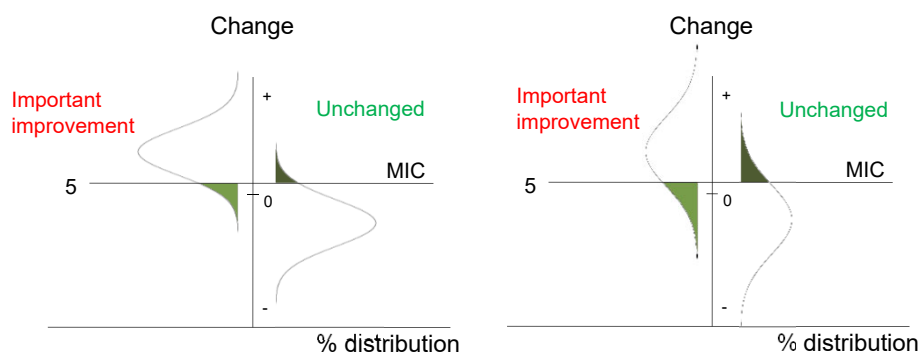 Change
Important
improvement
+
Unchanged
5
MIC
0
-
% distribution
Change
Important
improvement
+
Unchanged
5
MIC
0
-
% distribution